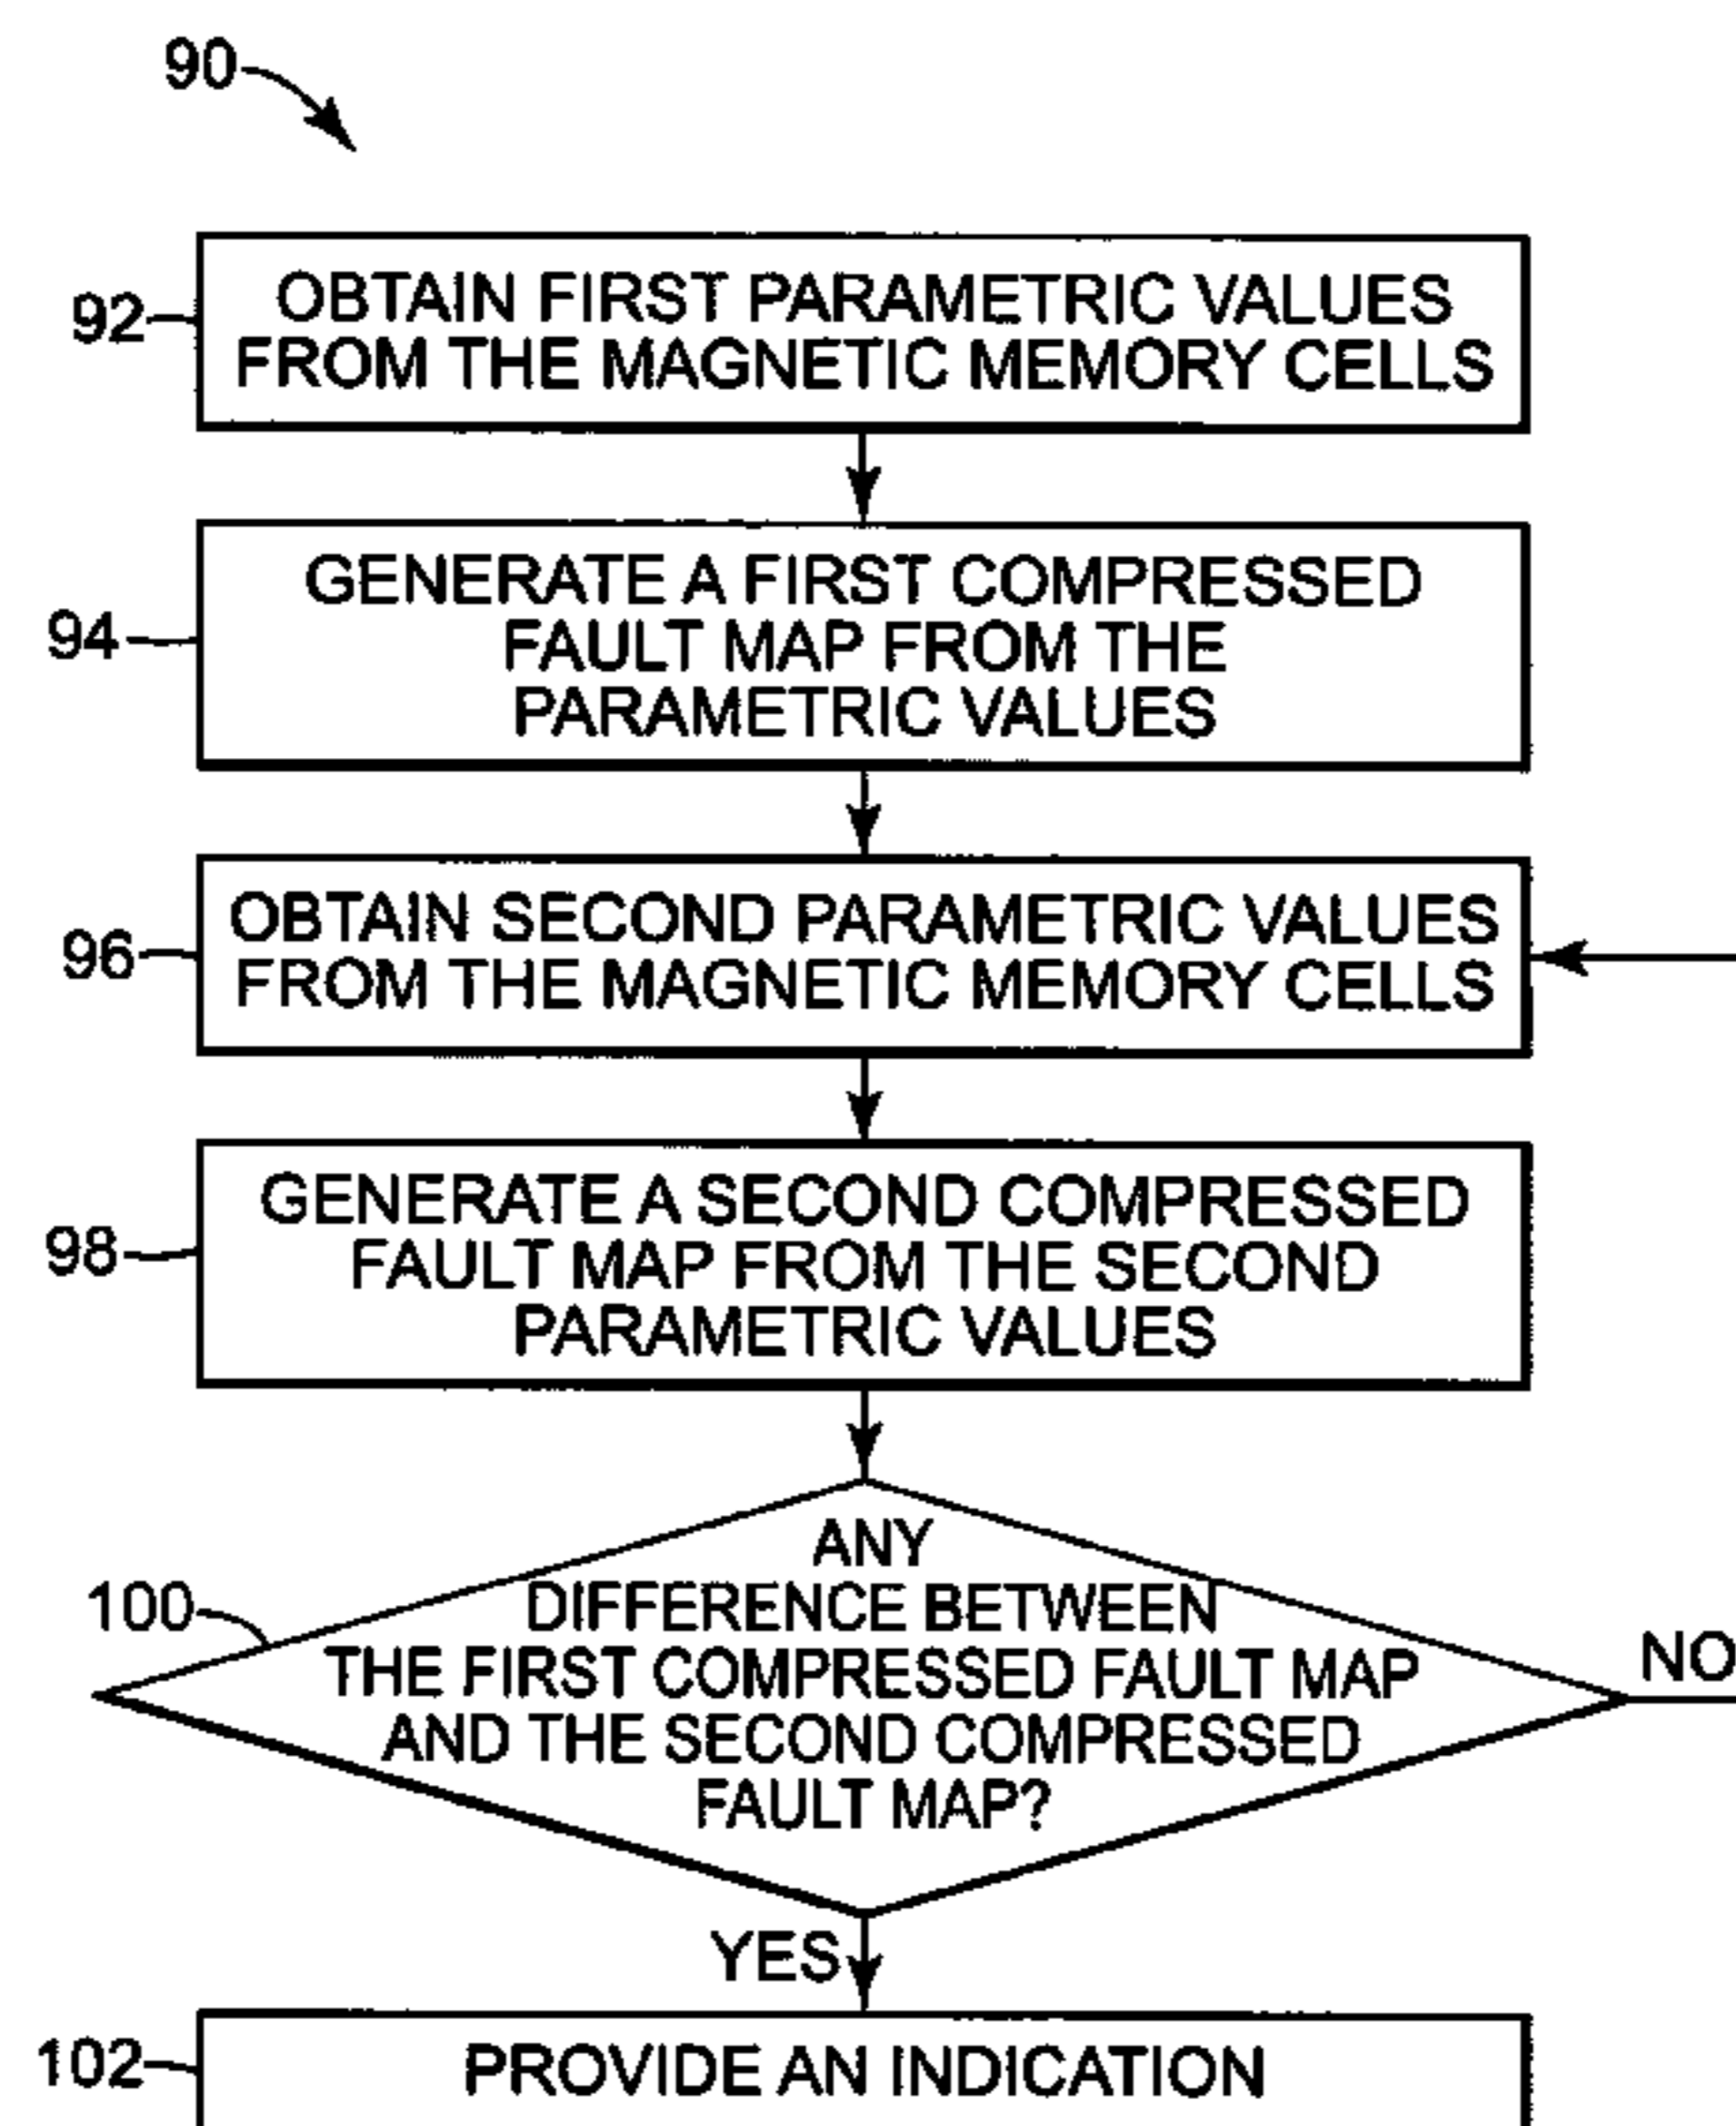 90
92
OBTAIN FIRST PARAMETRIC VALUES
FROM THE MAGNETIC MEMORY CELLS
94
GENERATE A FIRST COMPRESSED
FAULT MAP FROM THE
PARAMETRIC VALUES
96
OBTAIN SECOND PARAMETRIC VALUES
FROM THE MAGNETIC MEMORY CELLS
98
GENERATE A SECOND COMPRESSED
FAULT MAP FROM THE SECOND
PARAMETRIC VALUES
100
ANY
DIFFERENCE BETWEEN
THE FIRST COMPRESSED FAULT MAP
AND THE SECOND COMPRESSED
FAULT MAP?
NO
YES
102
PROVIDE AN INDICATION